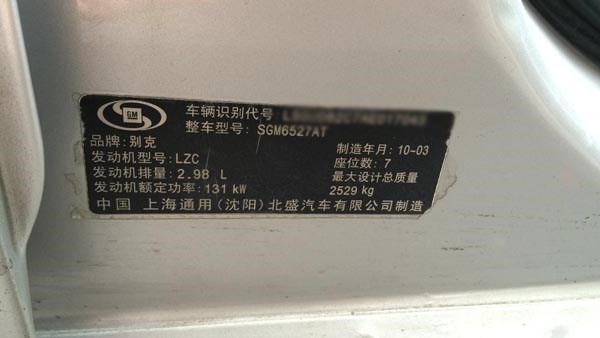 GM
车辆识别代号
整车型号: SGM6527AT
品牌: 别克
制造年月: 10-03
发动机型号: LZC
座位数: 7
发动机排量: 2.98 L
最大设计总质量
发动机额定功率: 131 kW
2529 kg
中国 上海通用(沈阳)北盛汽车有限公司制造